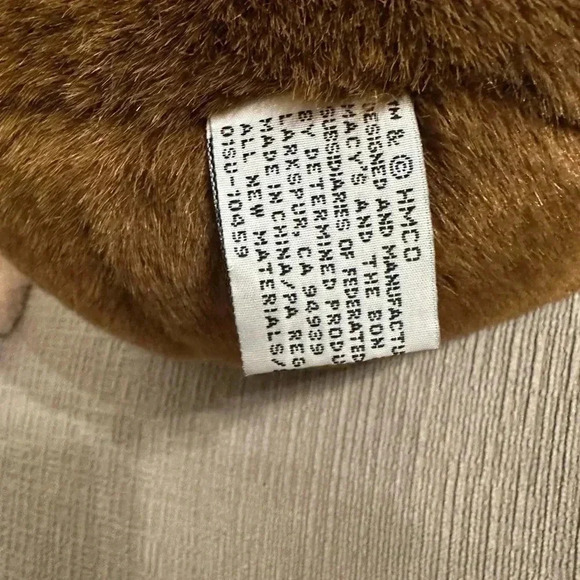 TM & © HMCO
DESIGNED AND MANUFACTU
MACY'S AND THE BON
SUBSIDIARIES OF FEDERATED
BY DETERMINED PRODU
LARKSPUR, CA 94939
MADE IN CHINA/PA REG
ALL NEW MATERIALS/
01SU-10459